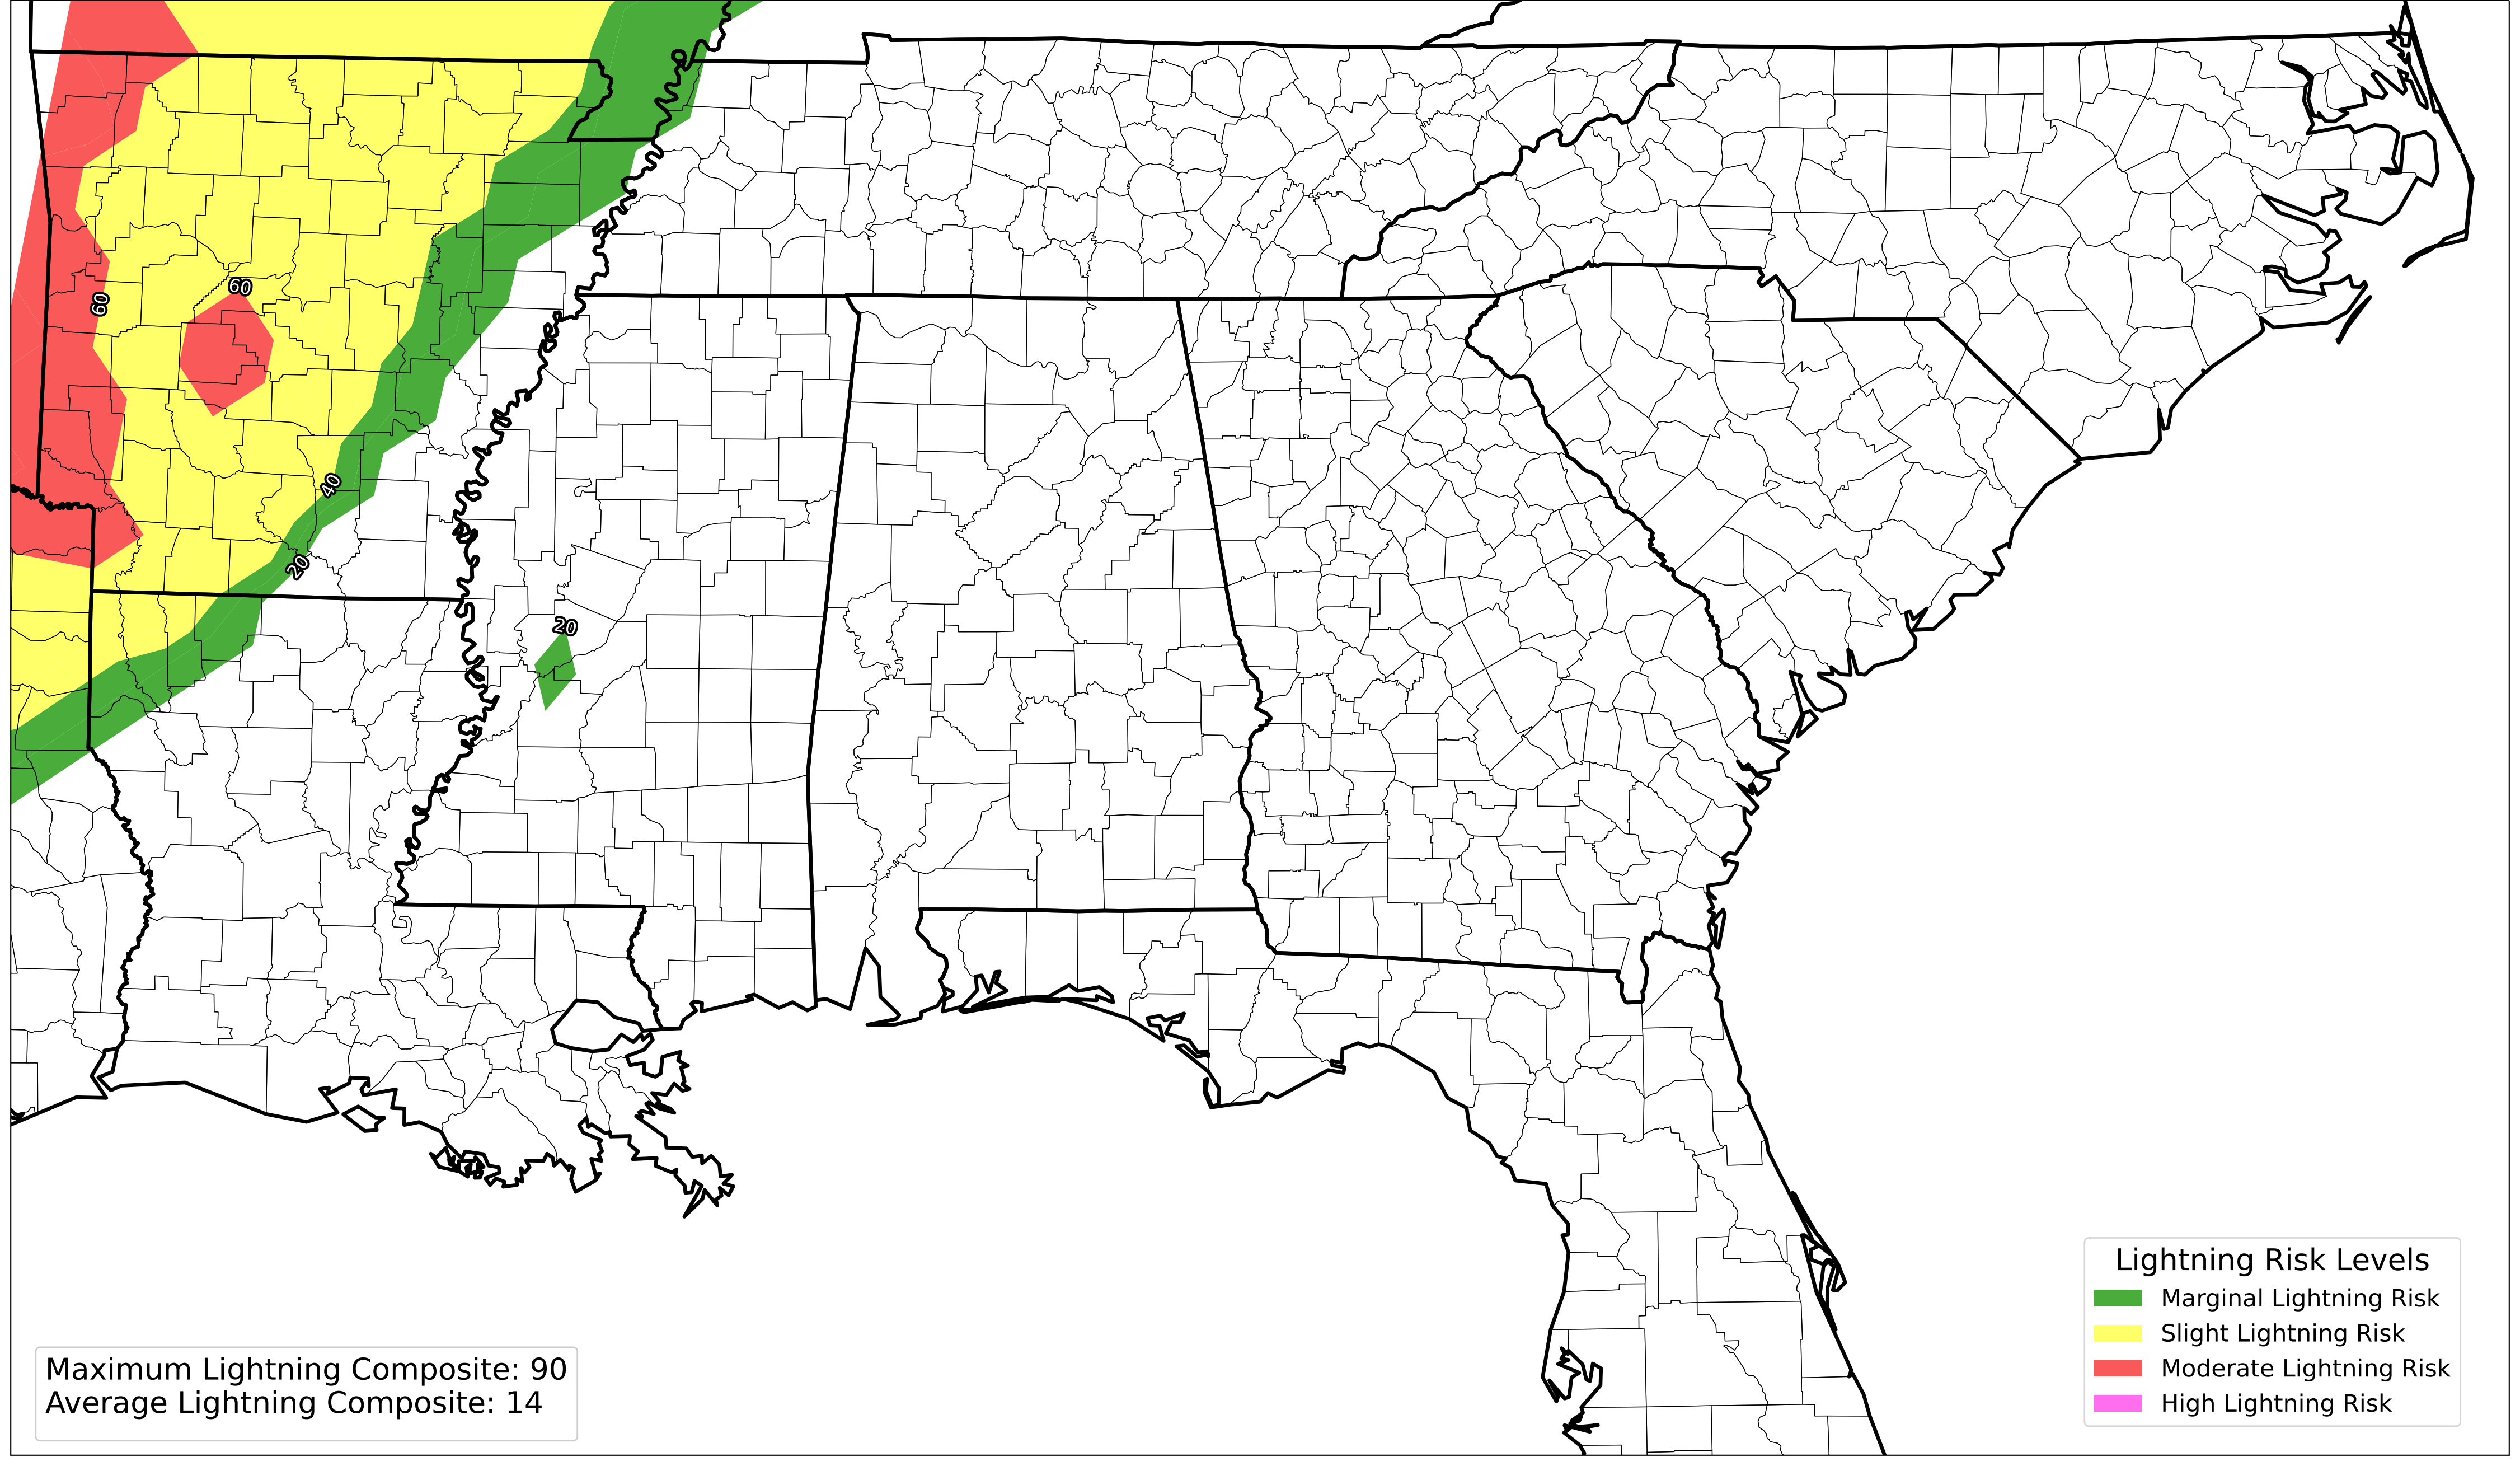 60
60
40
20
20
Lightning Risk Levels
Marginal Lightning Risk
Slight Lightning Risk
Moderate Lightning Risk
High Lightning Risk
Maximum Lightning Composite: 90
Average Lightning Composite: 14